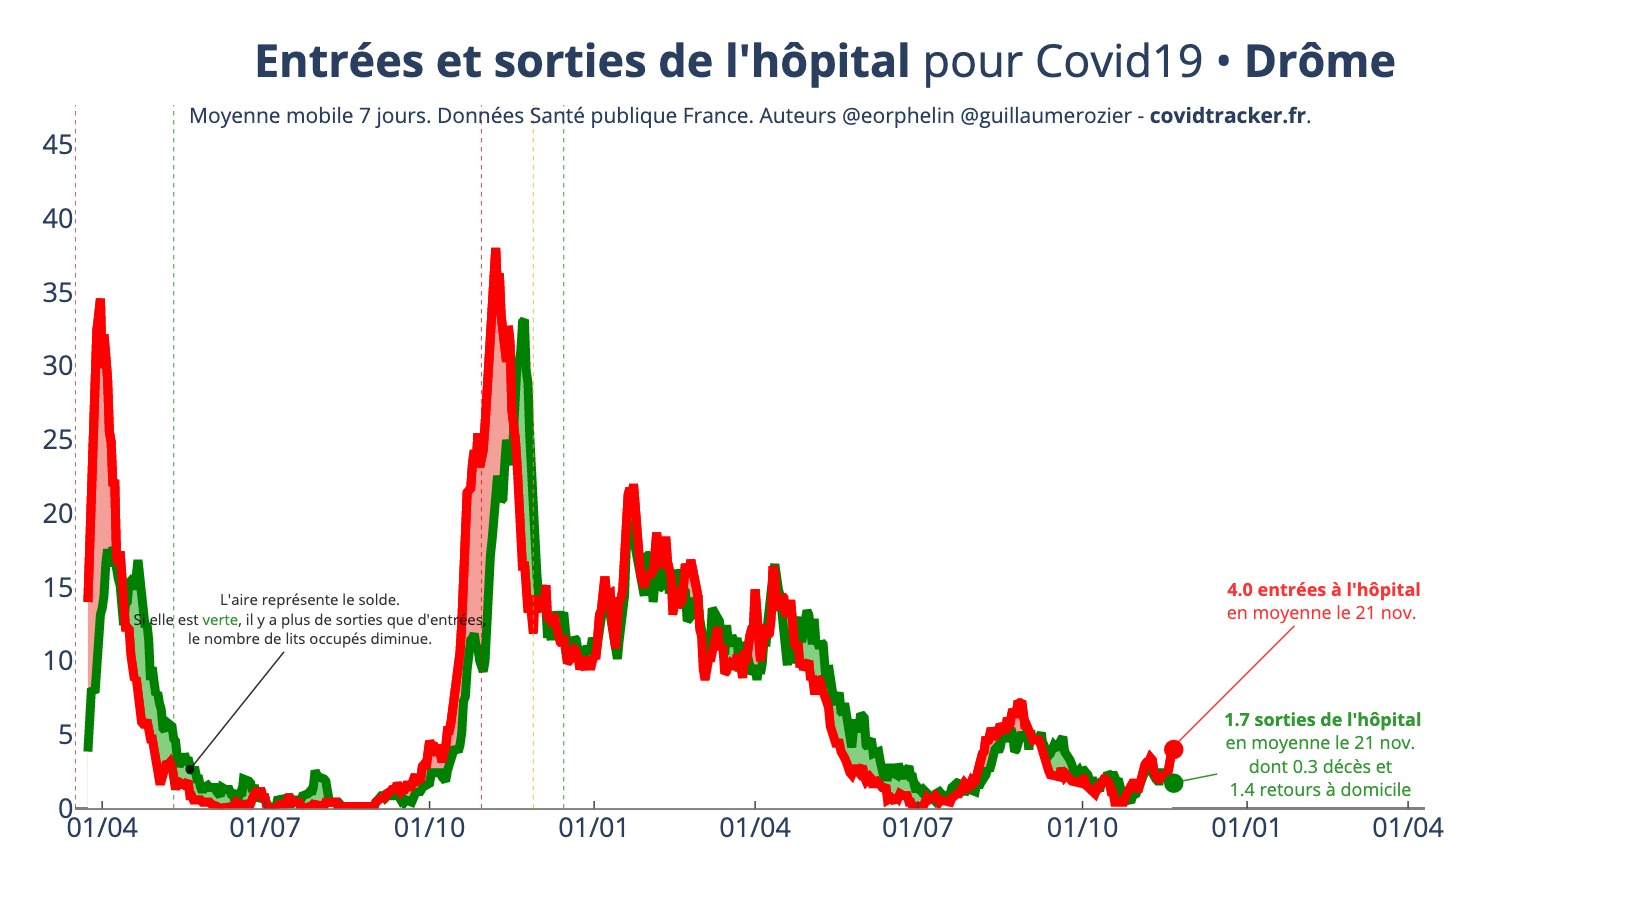 Entrées et sorties de l'hôpital pour Covid19 • Drôme
Moyenne mobile 7 jours. Données Santé publique France. Auteurs @eorphelin @guillaumerozier - covidtracker.fr.
45
40
35
30
25
20
15
10
5
0
L'aire représente le solde.
Si elle est verte, il y a plus de sorties que d'entrées,
le nombre de lits occupés diminue.
4.0 entrées à l'hôpital
en moyenne le 21 nov.
1.7 sorties de l'hôpital
en moyenne le 21 nov.
dont 0.3 décès et
1.4 retours à domicile
01/04 01/07 01/10 01/01 01/04 01/07 01/10 01/01 01/04